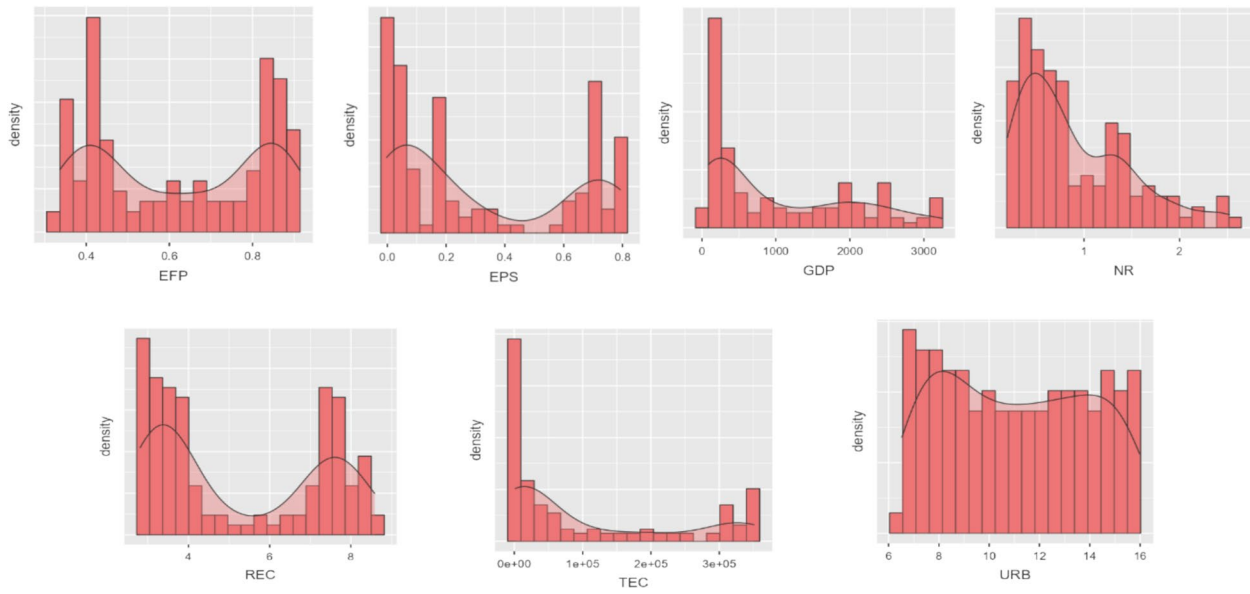 density
0.4 0.6 0.8
EFP
density
0.0 0.2 0.4 0.6 0.8
EPS
density
0 1000 2000 3000
GDP
density
1 2
NR
density
4 6 8
REC
density
0e+00 1e+05 2e+05 3e+05
TEC
density
6 8 10 12 14 16
URB